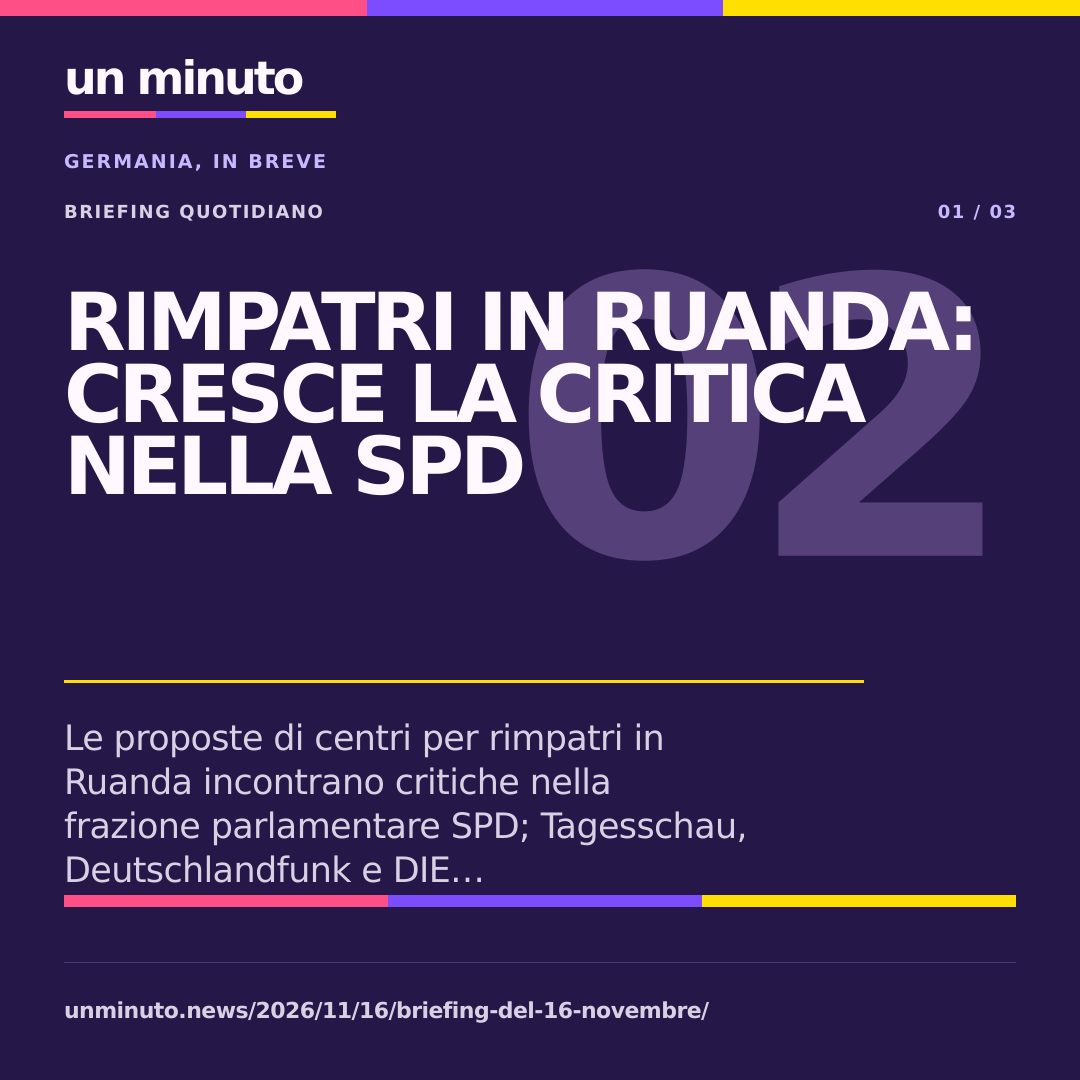 un minuto
GERMANIA, IN BREVE
BRIEFING QUOTIDIANO
01 / 03
02
RIMPATRI IN RUANDA:
CRESCE LA CRITICA
NELLA SPD
Le proposte di centri per rimpatri in
Ruanda incontrano critiche nella
frazione parlamentare SPD; Tagesschau,
Deutschlandfunk e DIE…
unminuto.news/2026/11/16/briefing-del-16-novembre/